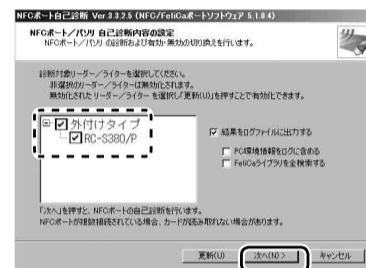 NFCポート自己診断 Ver.3.3.2.5 (NFC/FeliCaポートソフトウェア 5.1.0.4)
NFCポート/パソリ 自己診断内容の設定
NFCポート/パソリ の診断および有効・無効の切り換えを行います。
診断対象リーダー/ライターを選択してください。
非選択のリーダー/ライターは無効化されます。
無効化されたリーダー/ライターを選択し「更新(U)」を押すことで有効化できます。
外付けタイプ
RC-S380/P
結果をログファイルに出力する
PC環境情報をログに含める
FeliCaライブラリを全検索する
「次へ」を押すと、NFCポートの自己診断を行います。
NFCポートが複数接続されている場合、カードが読み取れない場合があります。
更新(U)
次へ(N) >
キャンセル